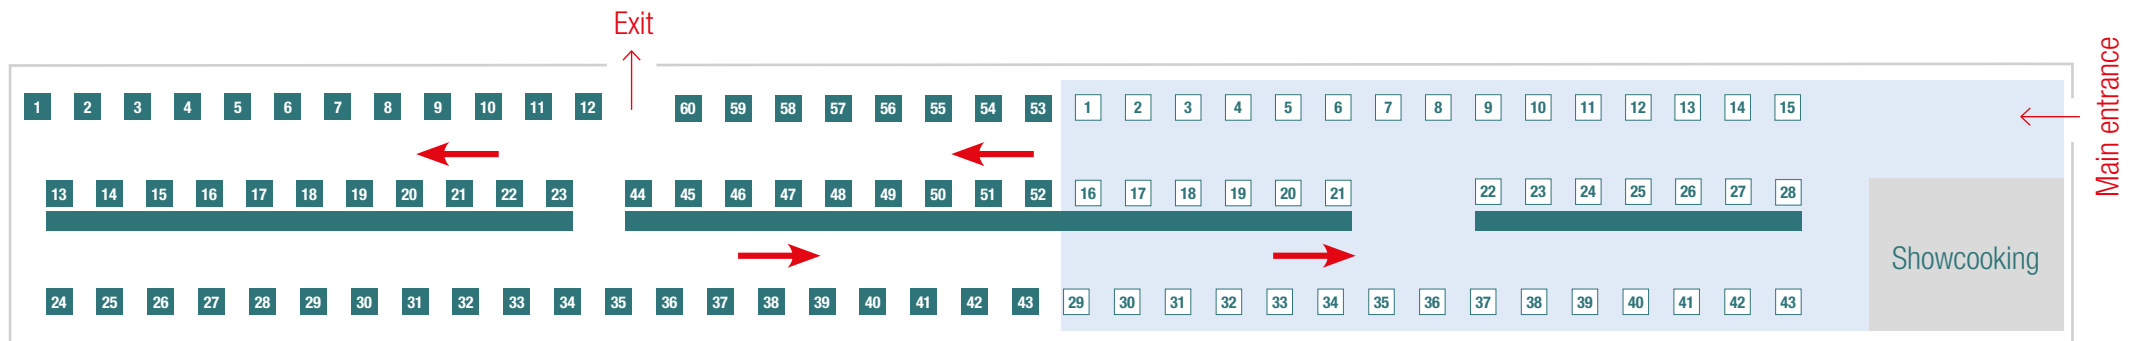 Exit
Main entrance
1 2 3 4 5 6 7 8 9 10 11 12 60 59 58 57 56 55 54 53 1 2 3 4 5 6 7 8 9 10 11 12 13 14 15
13 14 15 16 17 18 19 20 21 22 23 44 45 46 47 48 49 50 51 52 16 17 18 19 20 21 22 23 24 25 26 27 28
Showcooking
24 25 26 27 28 29 30 31 32 33 34 35 36 37 38 39 40 41 42 43 29 30 31 32 33 34 35 36 37 38 39 40 41 42 43